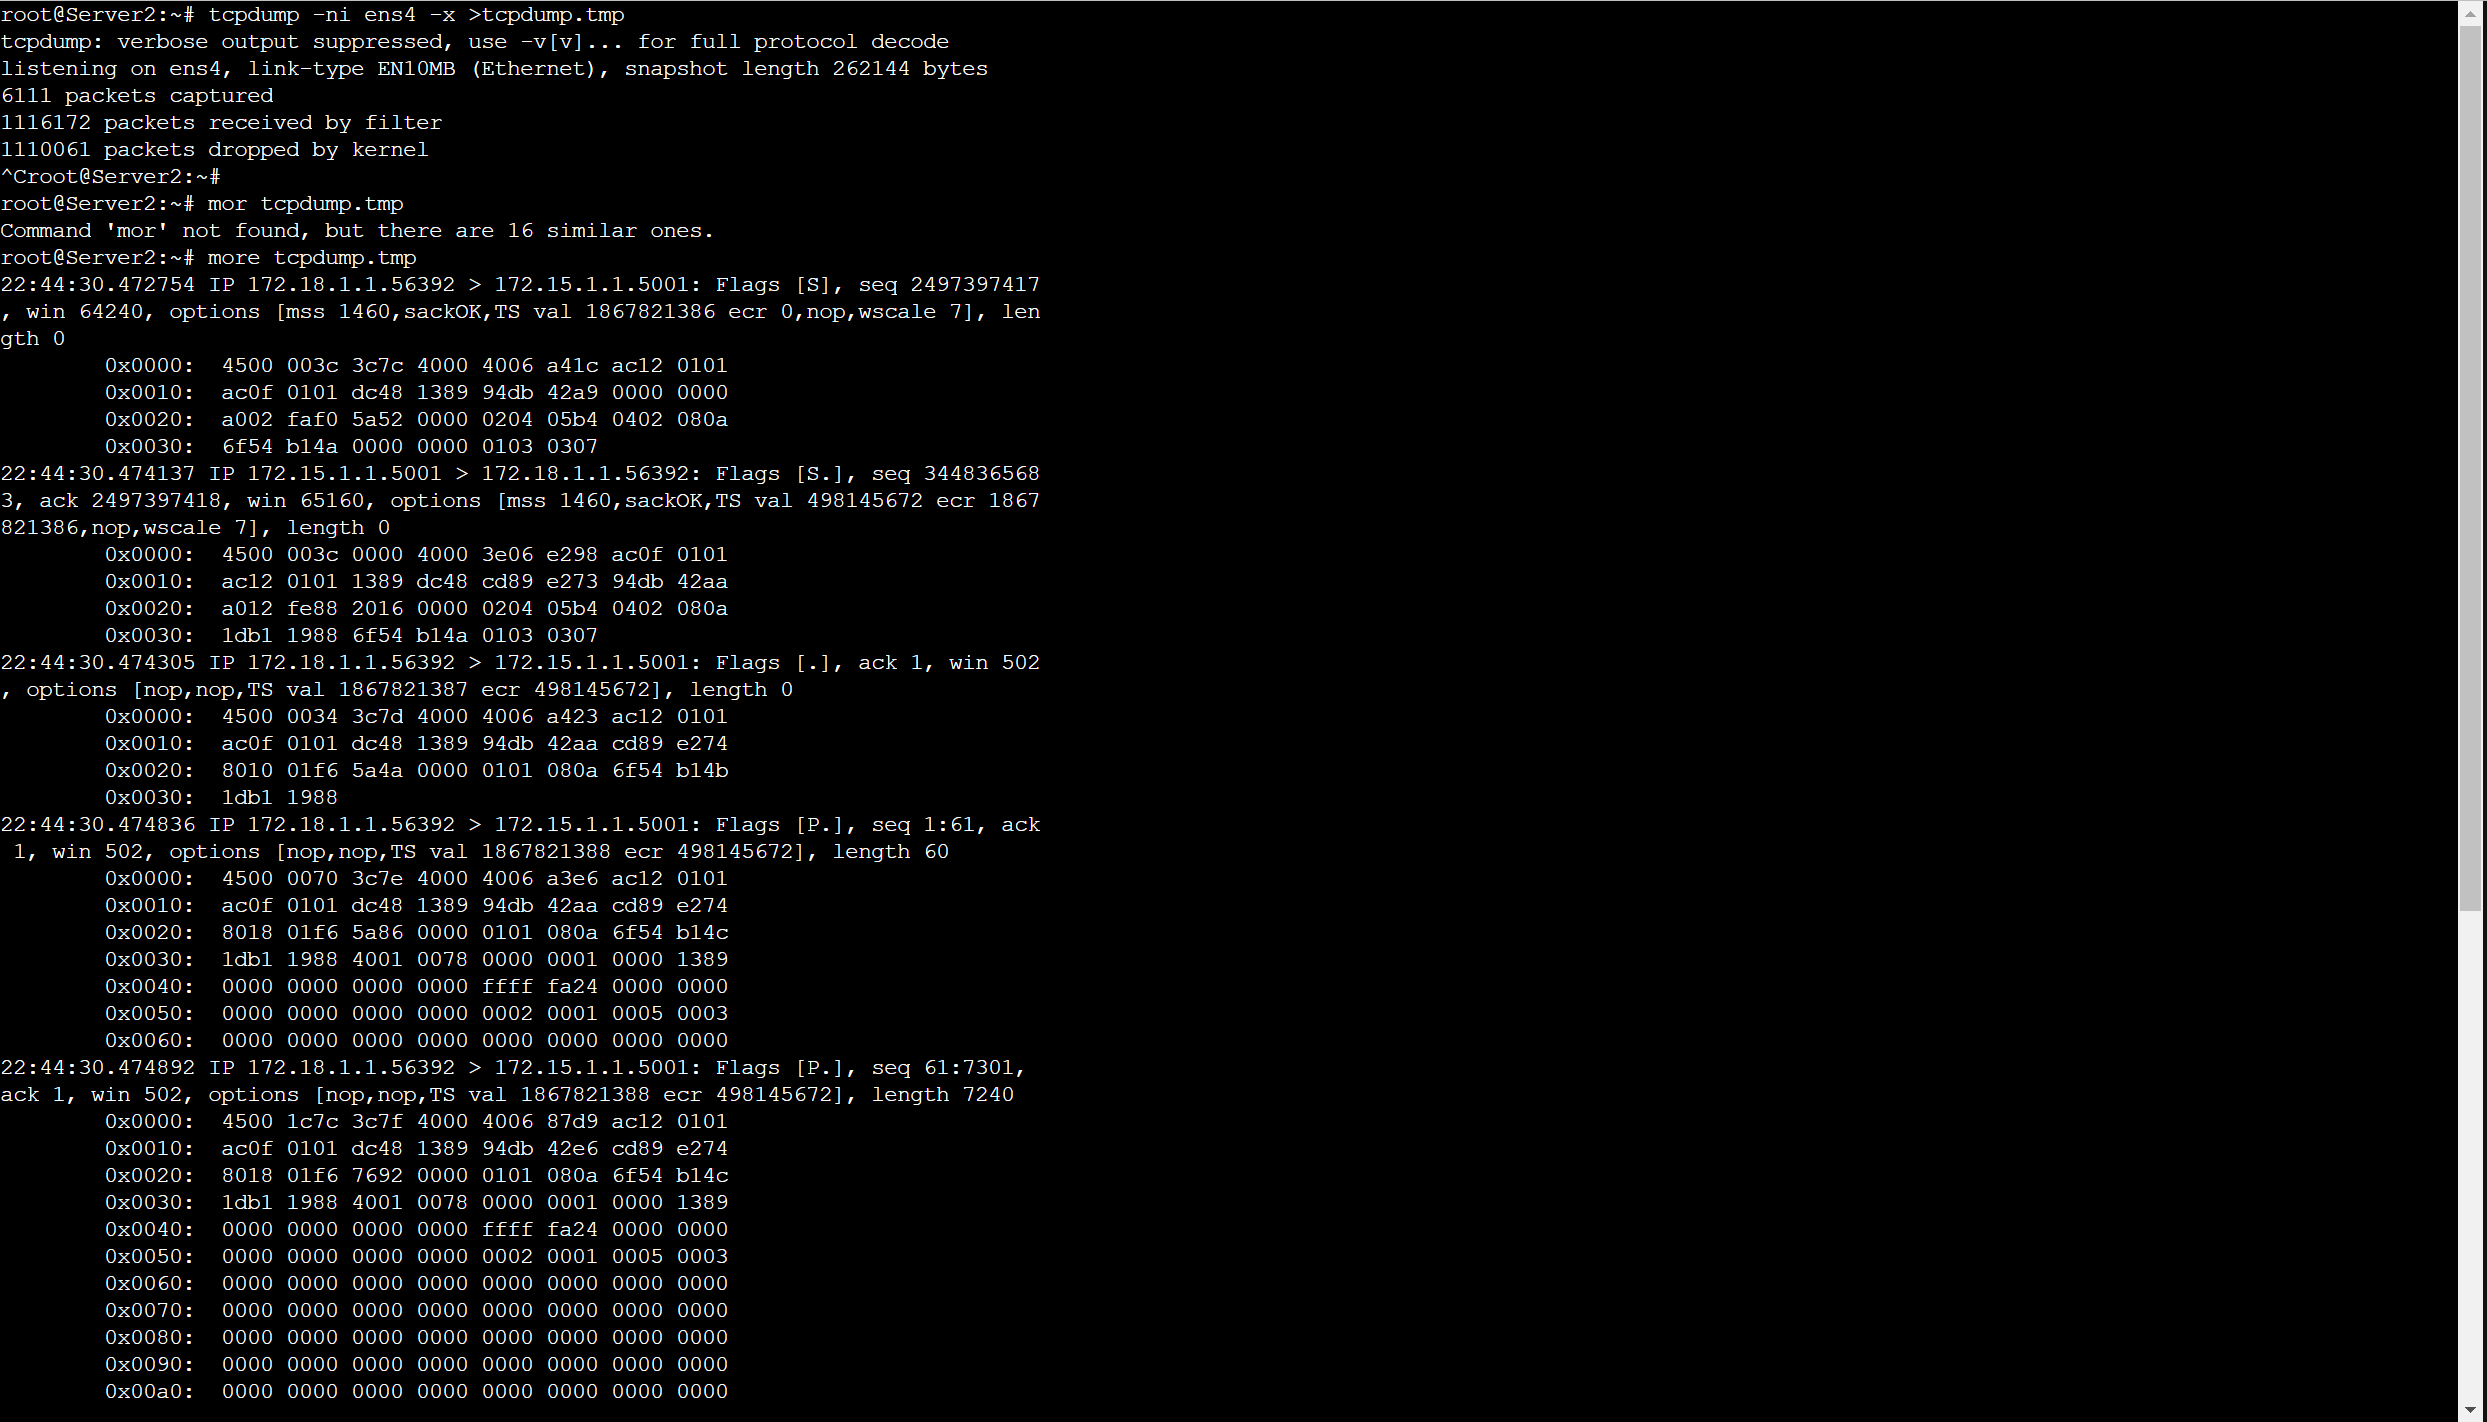 root@Server2:~# tcpdump -ni ens4 -x >tcpdump.tmp
tcpdump: verbose output suppressed, use -v[v]... for full protocol decode
listening on ens4, link-type EN10MB (Ethernet), snapshot length 262144 bytes
6111 packets captured
1116172 packets received by filter
1110061 packets dropped by kernel
^Croot@Server2:~#
root@Server2:~# mor tcpdump.tmp
Command 'mor' not found, but there are 16 similar ones.
root@Server2:~# more tcpdump.tmp
22:44:30.472754 IP 172.18.1.1.56392 > 172.15.1.1.5001: Flags [S], seq 2497397417
, win 64240, options [mss 1460,sackOK,TS val 1867821386 ecr 0,nop,wscale 7], len
gth 0
        0x0000:  4500 003c 3c7c 4000 4006 a41c ac12 0101
        0x0010:  ac0f 0101 dc48 1389 94db 42a9 0000 0000
        0x0020:  a002 faf0 5a52 0000 0204 05b4 0402 080a
        0x0030:  6f54 b14a 0000 0000 0103 0307
22:44:30.474137 IP 172.15.1.1.5001 > 172.18.1.1.56392: Flags [S.], seq 344836568
3, ack 2497397418, win 65160, options [mss 1460,sackOK,TS val 498145672 ecr 1867
821386,nop,wscale 7], length 0
        0x0000:  4500 003c 0000 4000 3e06 e298 ac0f 0101
        0x0010:  ac12 0101 1389 dc48 cd89 e273 94db 42aa
        0x0020:  a012 fe88 2016 0000 0204 05b4 0402 080a
        0x0030:  1db1 1988 6f54 b14a 0103 0307
22:44:30.474305 IP 172.18.1.1.56392 > 172.15.1.1.5001: Flags [.], ack 1, win 502
, options [nop,nop,TS val 1867821387 ecr 498145672], length 0
        0x0000:  4500 0034 3c7d 4000 4006 a423 ac12 0101
        0x0010:  ac0f 0101 dc48 1389 94db 42aa cd89 e274
        0x0020:  8010 01f6 5a4a 0000 0101 080a 6f54 b14b
        0x0030:  1db1 1988
22:44:30.474836 IP 172.18.1.1.56392 > 172.15.1.1.5001: Flags [P.], seq 1:61, ack
 1, win 502, options [nop,nop,TS val 1867821388 ecr 498145672], length 60
        0x0000:  4500 0070 3c7e 4000 4006 a3e6 ac12 0101
        0x0010:  ac0f 0101 dc48 1389 94db 42aa cd89 e274
        0x0020:  8018 01f6 5a86 0000 0101 080a 6f54 b14c
        0x0030:  1db1 1988 4001 0078 0000 0001 0000 1389
        0x0040:  0000 0000 0000 0000 ffff fa24 0000 0000
        0x0050:  0000 0000 0000 0000 0002 0001 0005 0003
        0x0060:  0000 0000 0000 0000 0000 0000 0000 0000
22:44:30.474892 IP 172.18.1.1.56392 > 172.15.1.1.5001: Flags [P.], seq 61:7301,
ack 1, win 502, options [nop,nop,TS val 1867821388 ecr 498145672], length 7240
        0x0000:  4500 1c7c 3c7f 4000 4006 87d9 ac12 0101
        0x0010:  ac0f 0101 dc48 1389 94db 42e6 cd89 e274
        0x0020:  8018 01f6 7692 0000 0101 080a 6f54 b14c
        0x0030:  1db1 1988 4001 0078 0000 0001 0000 1389
        0x0040:  0000 0000 0000 0000 ffff fa24 0000 0000
        0x0050:  0000 0000 0000 0000 0002 0001 0005 0003
        0x0060:  0000 0000 0000 0000 0000 0000 0000 0000
        0x0070:  0000 0000 0000 0000 0000 0000 0000 0000
        0x0080:  0000 0000 0000 0000 0000 0000 0000 0000
        0x0090:  0000 0000 0000 0000 0000 0000 0000 0000
        0x00a0:  0000 0000 0000 0000 0000 0000 0000 0000